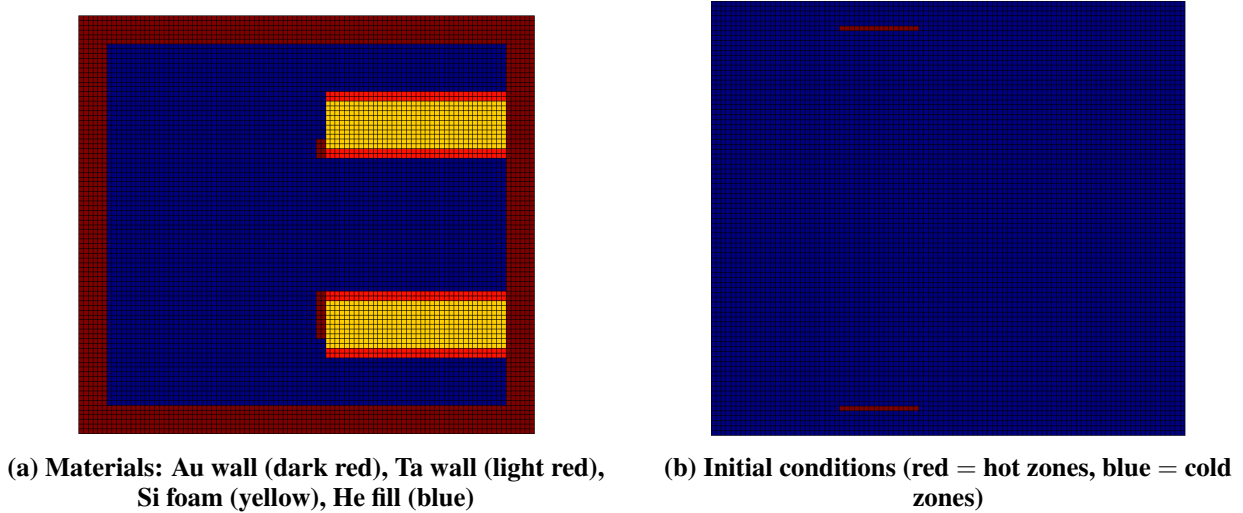 (a) Materials: Au wall (dark red), Ta wall (light red),
Si foam (yellow), He fill (blue)
(b) Initial conditions (red = hot zones, blue = cold
zones)